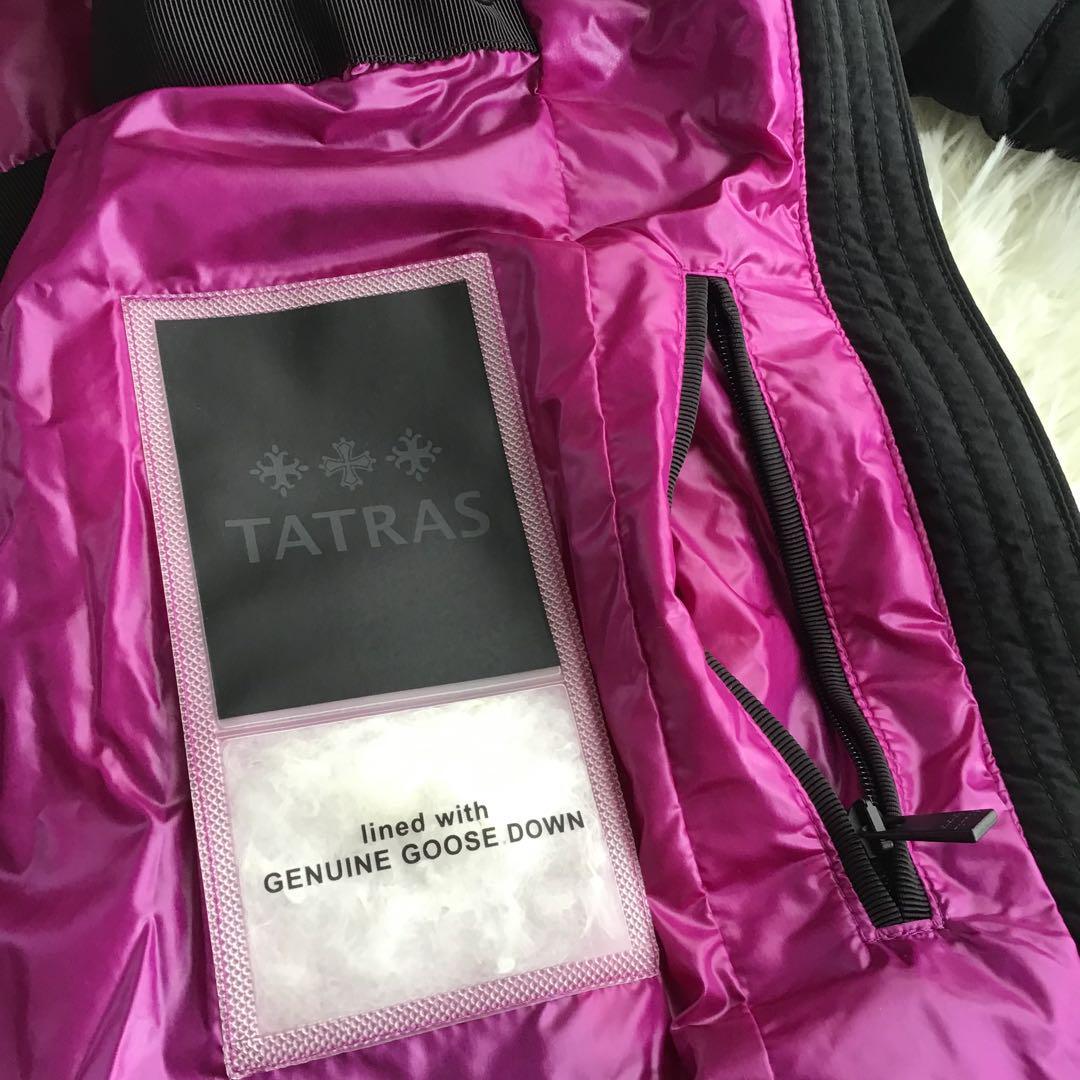 TATRAS
lined with
GENUINE GOOSE DOWN